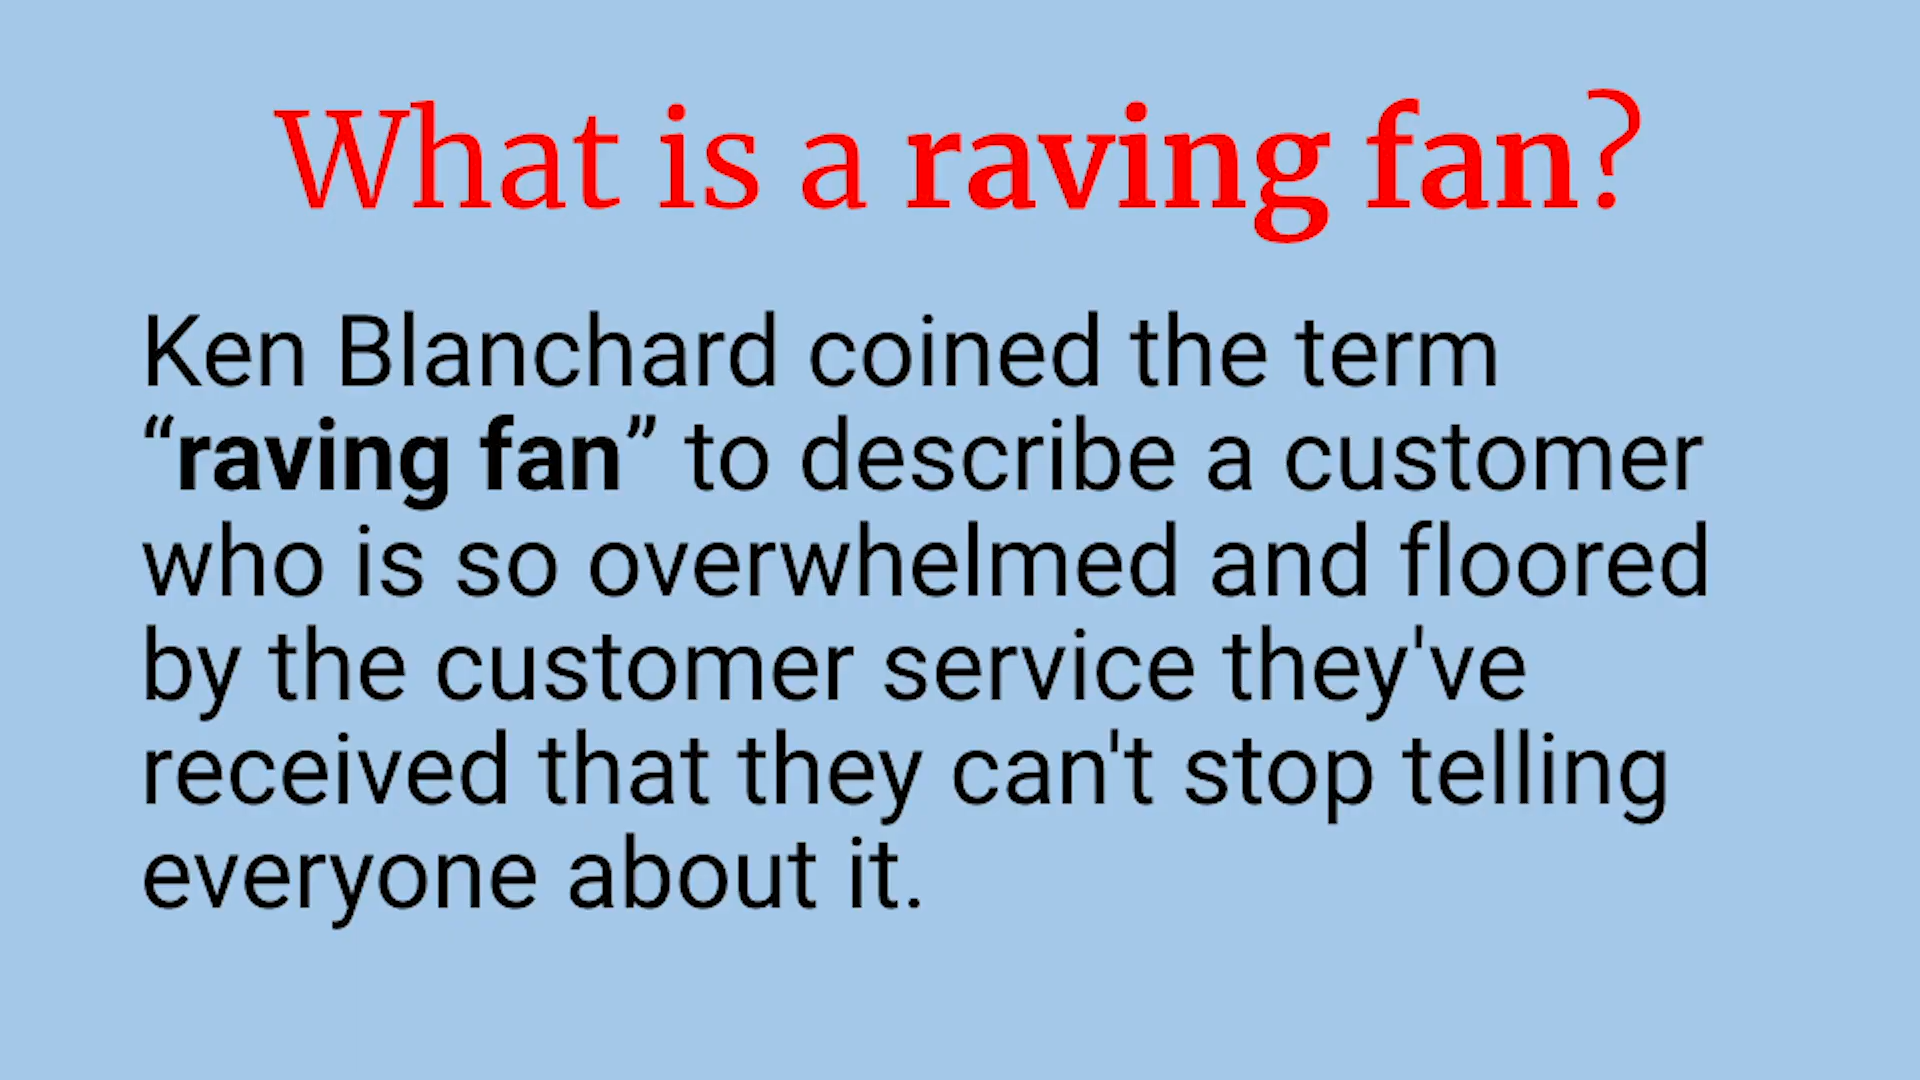 What is a raving fan?
Ken Blanchard coined the term
“raving fan” to describe a customer
who is so overwhelmed and floored
by the customer service they've
received that they can't stop telling
everyone about it.